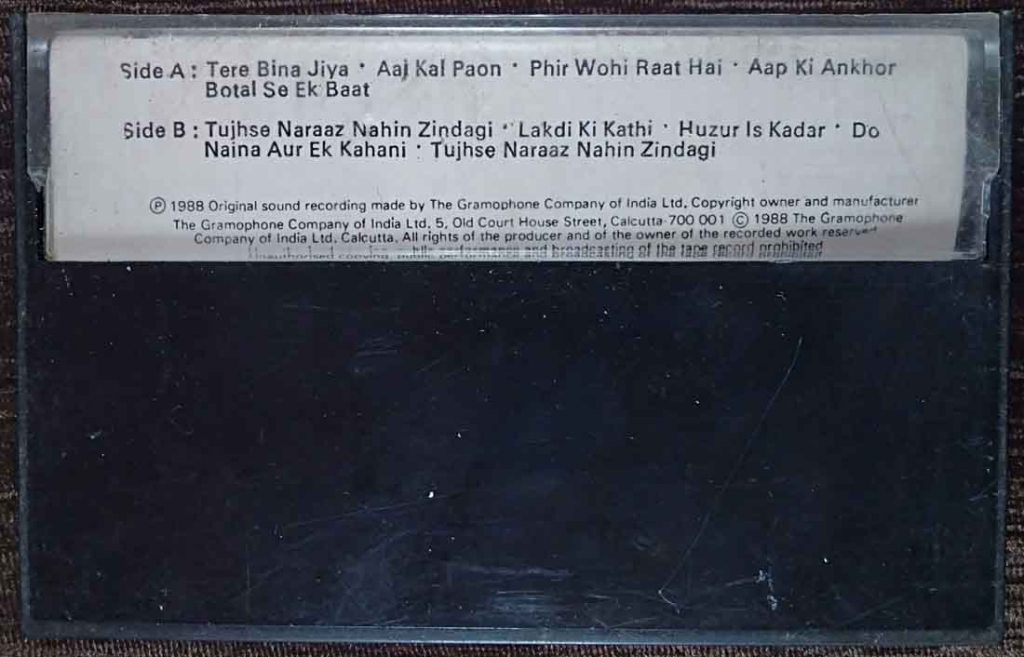 Side A : Tere Bina Jiya · Aaj Kal Paon · Phir Wohi Raat Hai · Aap Ki Ankhor
Botal Se Ek Baat
Side B : Tujhse Naraaz Nahin Zindagi · Lakdi Ki Kathi · Huzur Is Kadar · Do
Naina Aur Ek Kahani · Tujhse Naraaz Nahin Zindagi
℗ 1988 Original sound recording made by The Gramophone Company of India Ltd. Copyright owner and manufacturer
The Gramophone Company of India Ltd. 5, Old Court House Street, Calcutta-700 001 © 1988 The Gramophone
Company of India Ltd. Calcutta. All rights of the producer and of the owner of the recorded work reserved
Unauthorised copying, public performance and broadcasting of the tape record prohibited